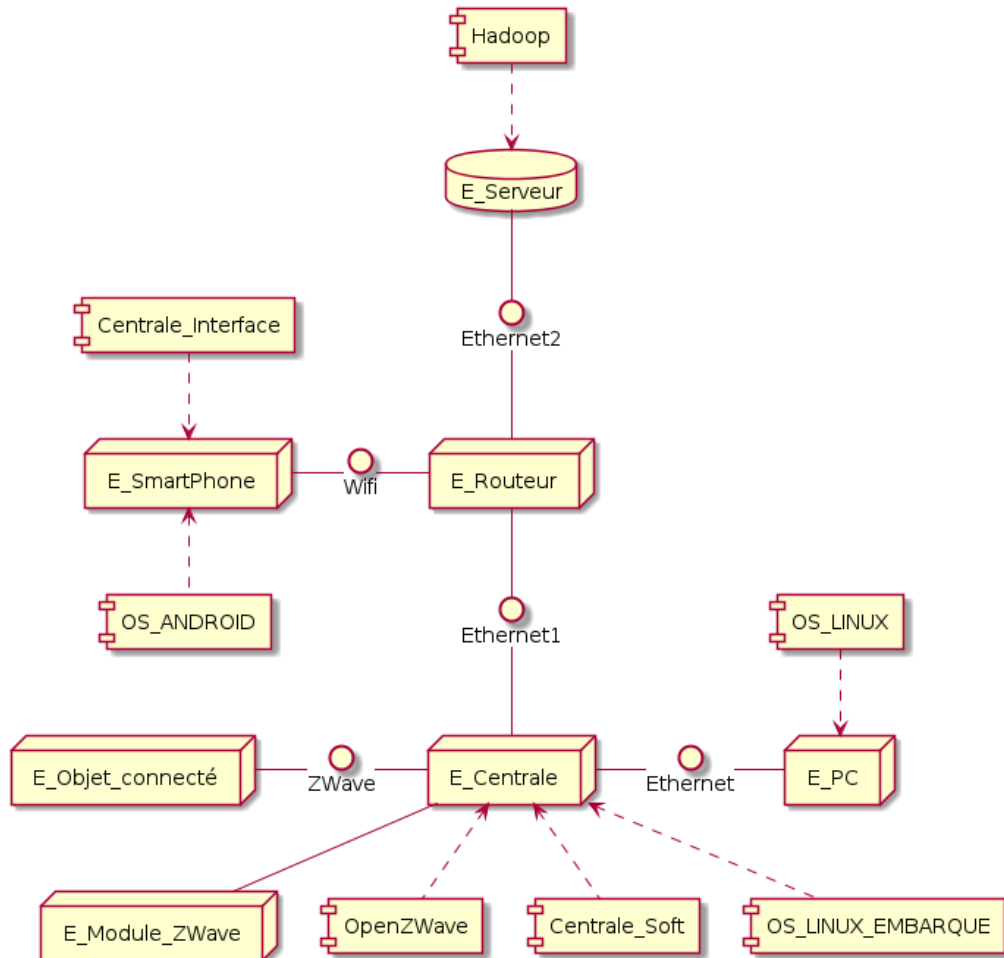 Hadoop
E_Serveur
Ethernet2
Centrale_Interface
E_SmartPhone
Wifi
E_Routeur
OS_ANDROID
Ethernet1
OS_LINUX
E_Objet_connecté
ZWave
E_Centrale
Ethernet
E_PC
E_Module_ZWave
OpenZWave
Centrale_Soft
OS_LINUX_EMBARQUE